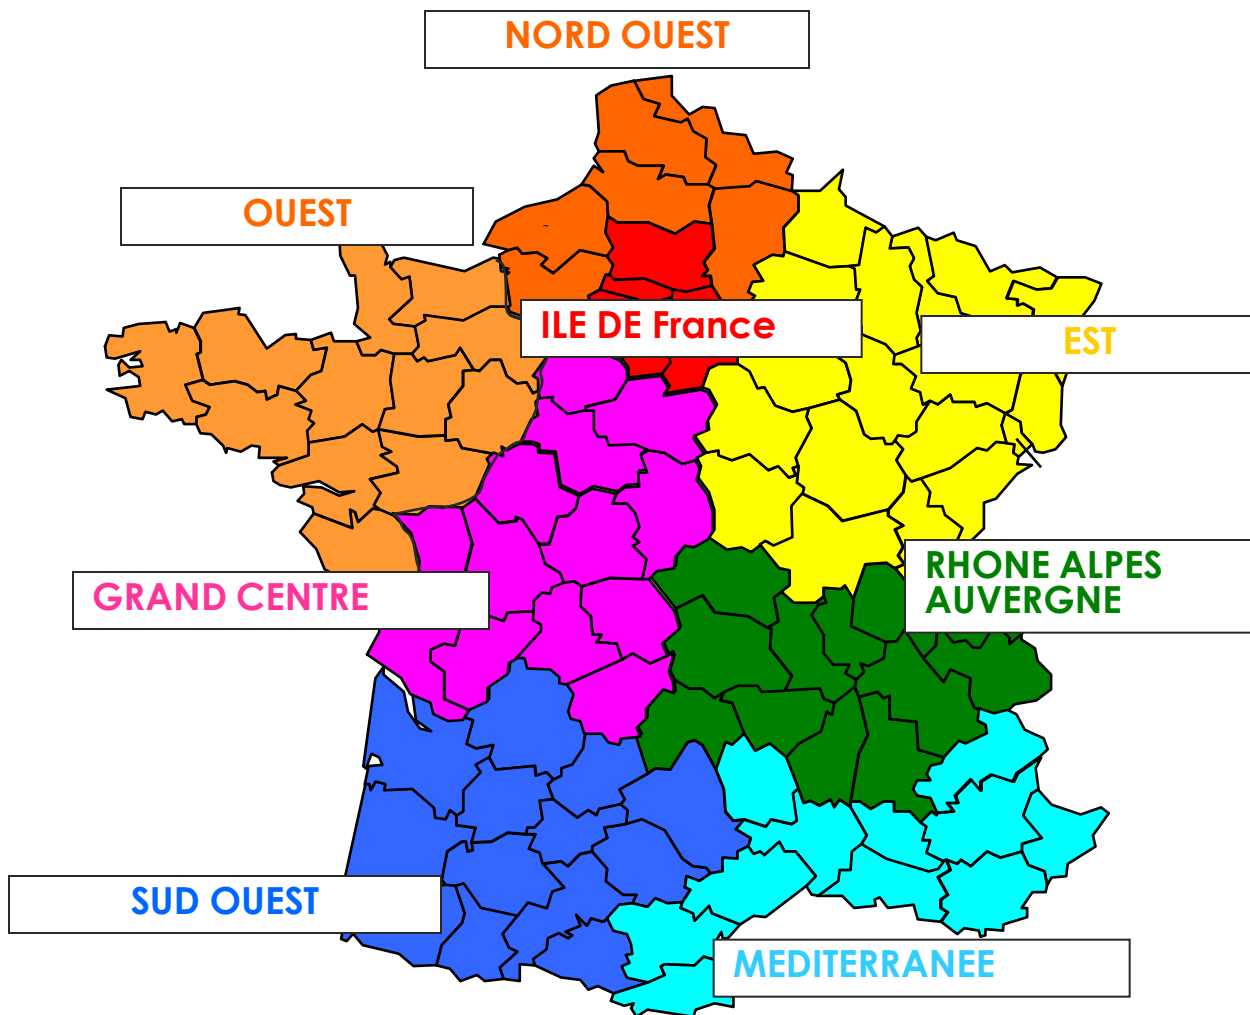 NORD OUEST
OUEST
ILE DE France
EST
RHONE ALPES
AUVERGNE
GRAND CENTRE
SUD OUEST
MEDITERRANEE